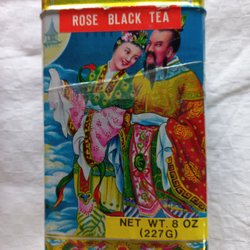 ROSE BLACK TEA
NET WT. 8 OZ
(227G)